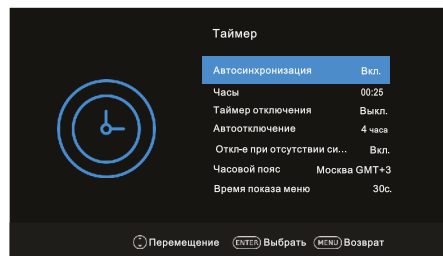 Таймер
Автосинхронизация Вкл.
Часы 00:25
Таймер отключения Выкл.
Автоотключение 4 часа
Откл-е при отсутствии си... Вкл.
Часовой пояс Москва GMT+3
Время показа меню 30с.
Перемещение ENTER Выбрать MENU Возврат